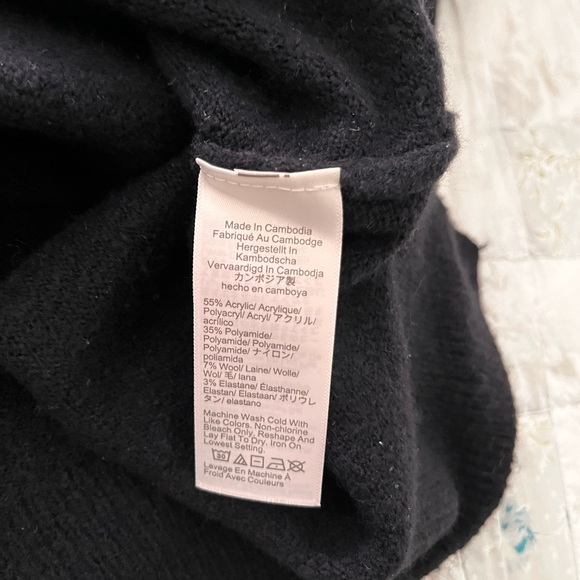 Made In Cambodia
Fabriqué Au Cambodge
Hergestellt In
Kambodscha
Vervaardigd In Cambodja
カンボジア製
hecho en camboya
55% Acrylic/ Acrylique/
Polyacryl/ Acryl/ アクリル/
acrílico
35% Polyamide/
Polyamide/ Polyamide/
Polyamide/ ナイロン/
poliamida
7% Wool/ Laine/ Wolle/
Wol/ 毛/ lana
3% Elastane/ Élasthanne/
Elastan/ Elastaan/ ポリウレ
タン/ elastano
Machine Wash Cold With
Like Colors. Non-chlorine
Bleach Only. Reshape And
Lay Flat To Dry. Iron On
Lowest Setting.
30
Lavage En Machine À
Froid Avec Couleurs